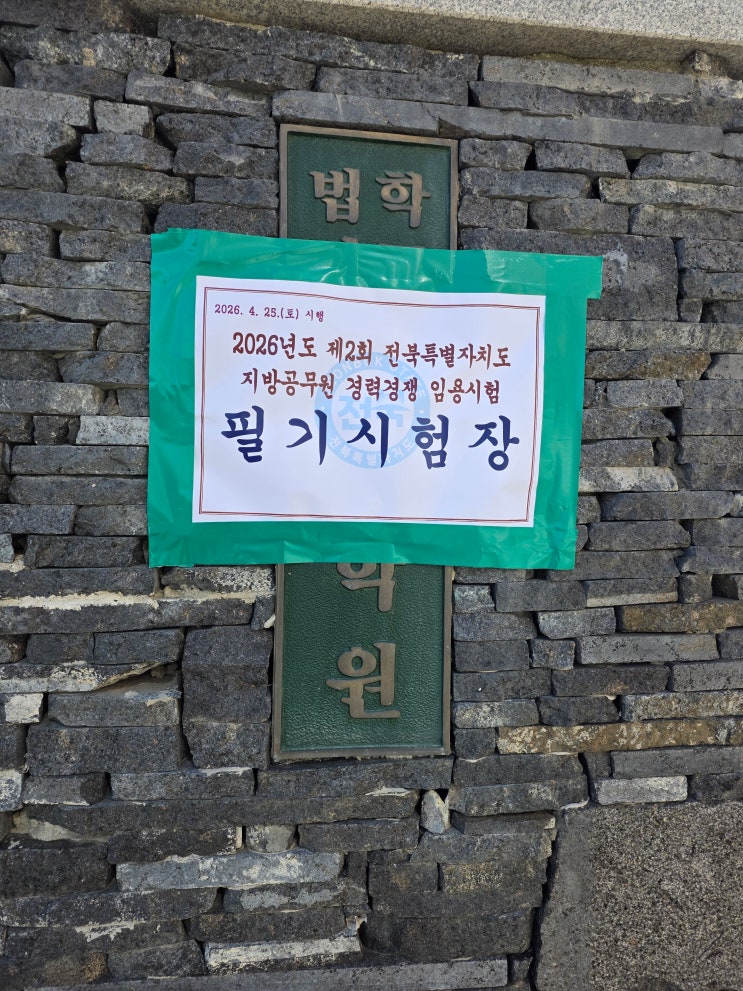 법학
2026. 4. 25.(토) 시행
2026년도 제2회 전북특별자치도
지방공무원 경력경쟁 임용시험
필기시험장
학
원